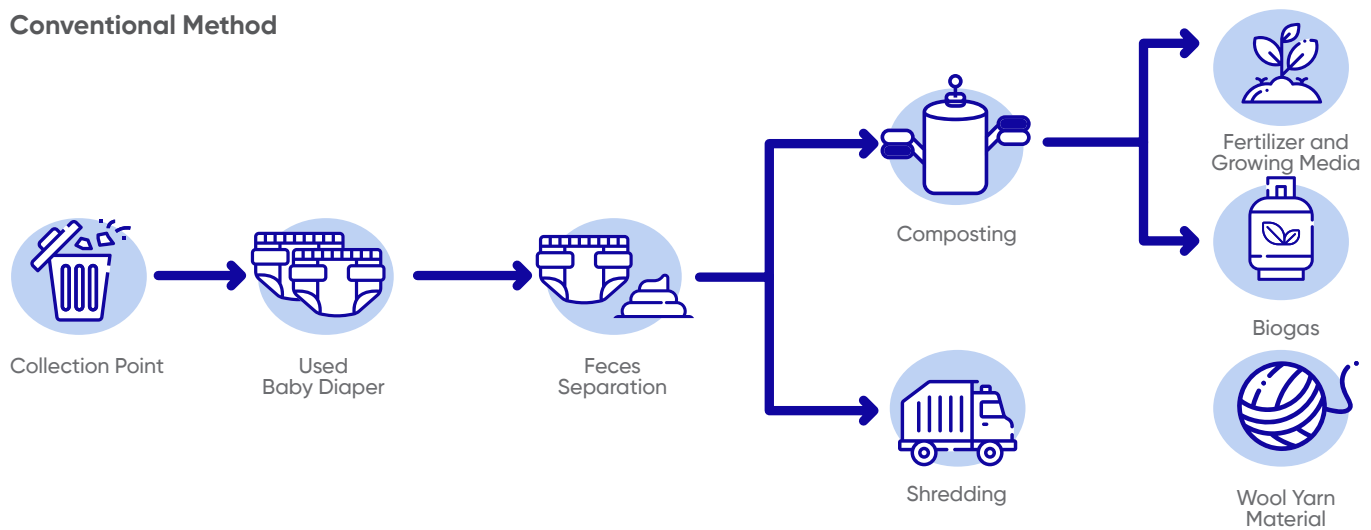 Conventional Method
Collection Point
Used
Baby Diaper
Feces
Separation
Composting
Shredding
Fertilizer and
Growing Media
Biogas
Wool Yarn
Material